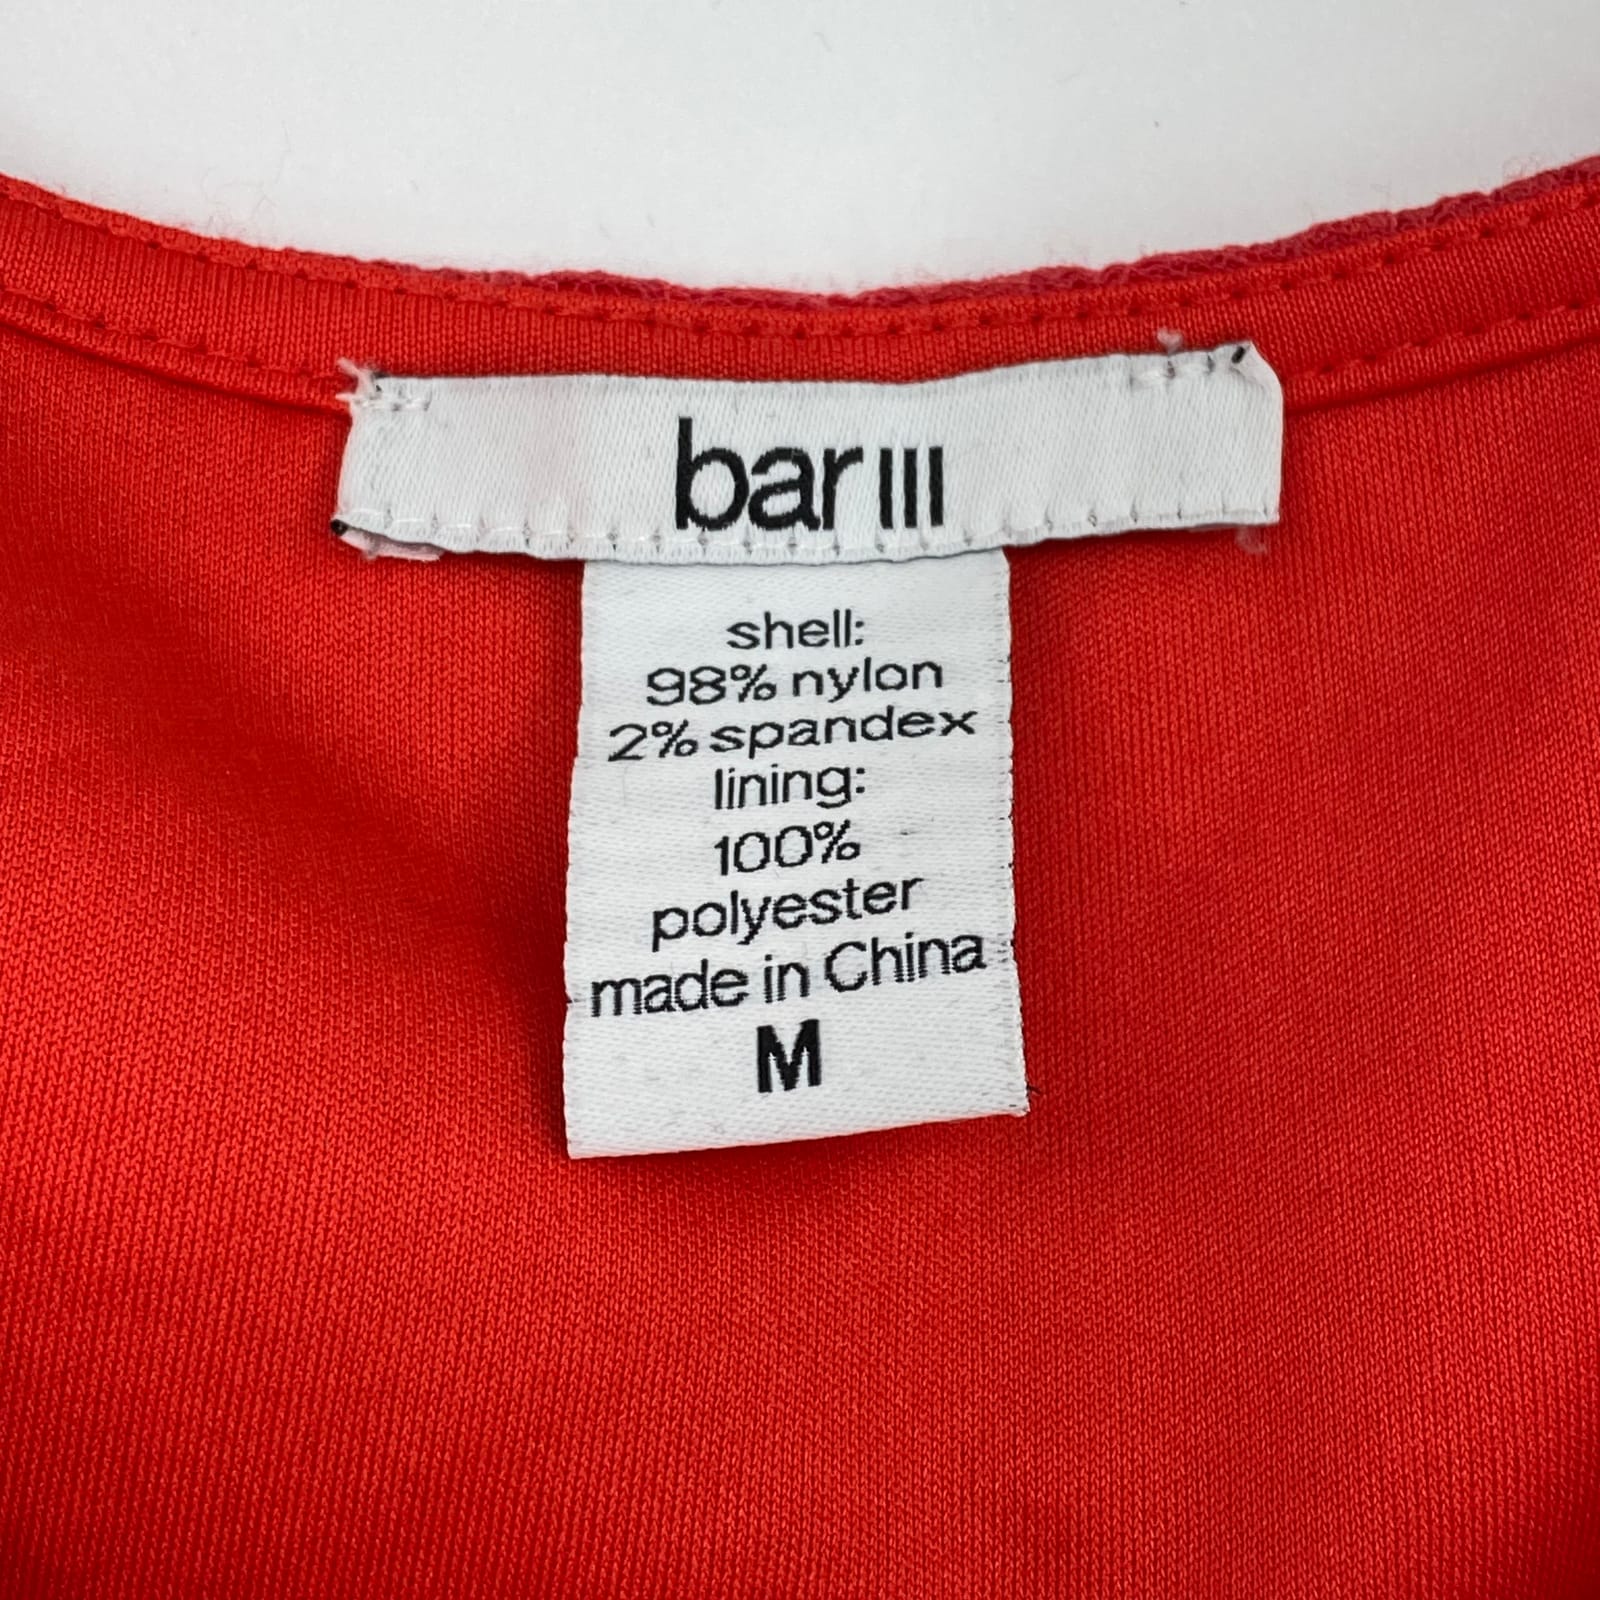 bar III
shell:
98% nylon
2% spandex
lining:
100%
polyester
made in China
M